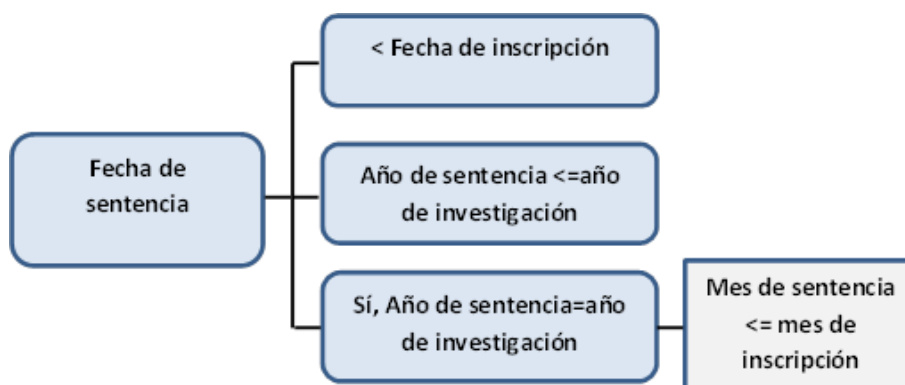 < Fecha de inscripción
Fecha de
sentencia
Año de sentencia <=año
de investigación
Sí, Año de sentencia=año
de investigación
Mes de sentencia
<= mes de
inscripción